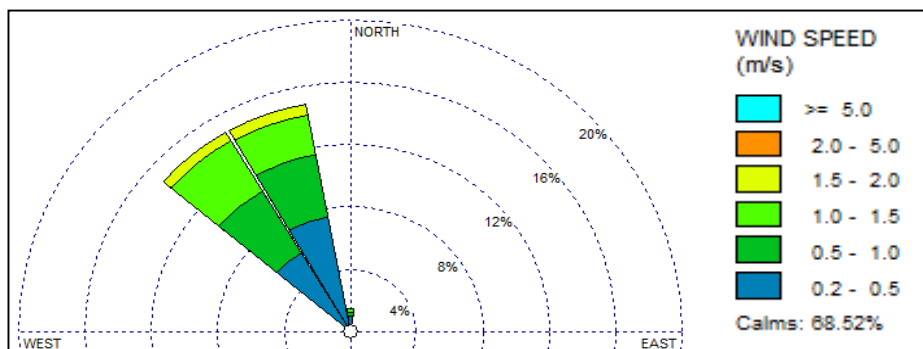 NORTH
20%
16%
12%
8%
4%
WEST
EAST
WIND SPEED
(m/s)
>= 5.0
2.0 - 5.0
1.5 - 2.0
1.0 - 1.5
0.5 - 1.0
0.2 - 0.5
Calms: 68.52%